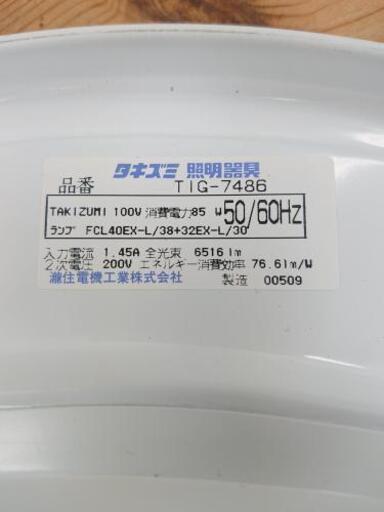 タキズミ 照明器具
品番 TIG-7486
TAKIZUMI 100V 消費電力85 W 50/60Hz
ランプ FCL40EX-L/38+32EX-L/30
入力電流 1.45A 全光束 6516lm
2次電圧 200V エネルギー消費効率 76.6lm/W
瀧住電機工業株式会社 製造 00509